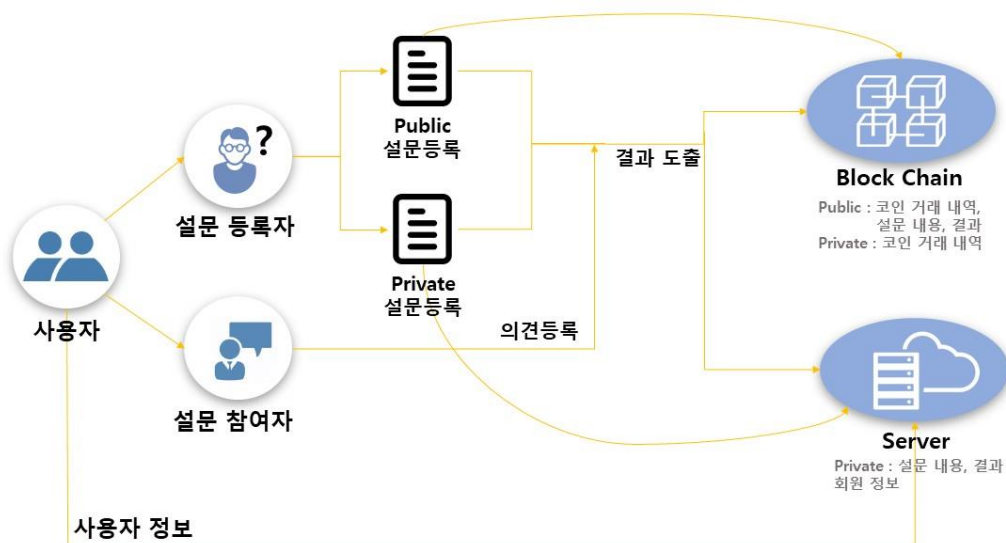 ?
Public
설문등록
결과 도출
Block Chain
Public : 코인 거래 내역,
설문 내용, 결과
Private : 코인 거래 내역
설문 등록자
Private
설문등록
사용자
의견등록
설문 참여자
Server
Private : 설문 내용, 결과
회원 정보
사용자 정보